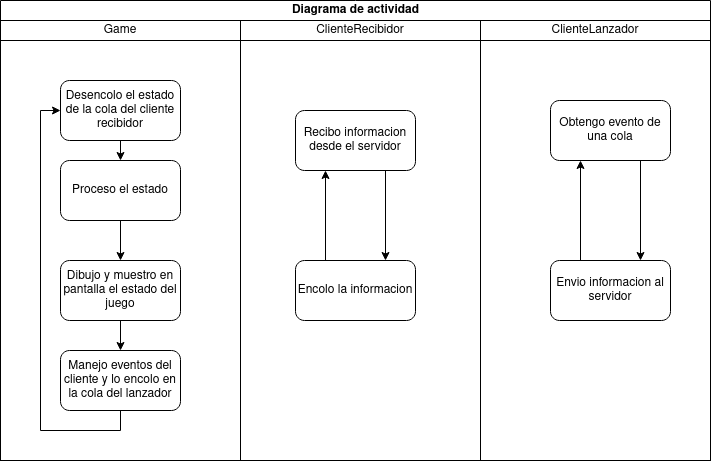 Diagrama de actividad
Game
ClienteRecibidor
ClienteLanzador
Desencolo el estado
de la cola del cliente
recibidor
Proceso el estado
Dibujo y muestro en
pantalla el estado del
juego
Manejo eventos del
cliente y lo encolo en
la cola del lanzador
Recibo informacion
desde el servidor
Encolo la informacion
Obtengo evento de
una cola
Envio informacion al
servidor